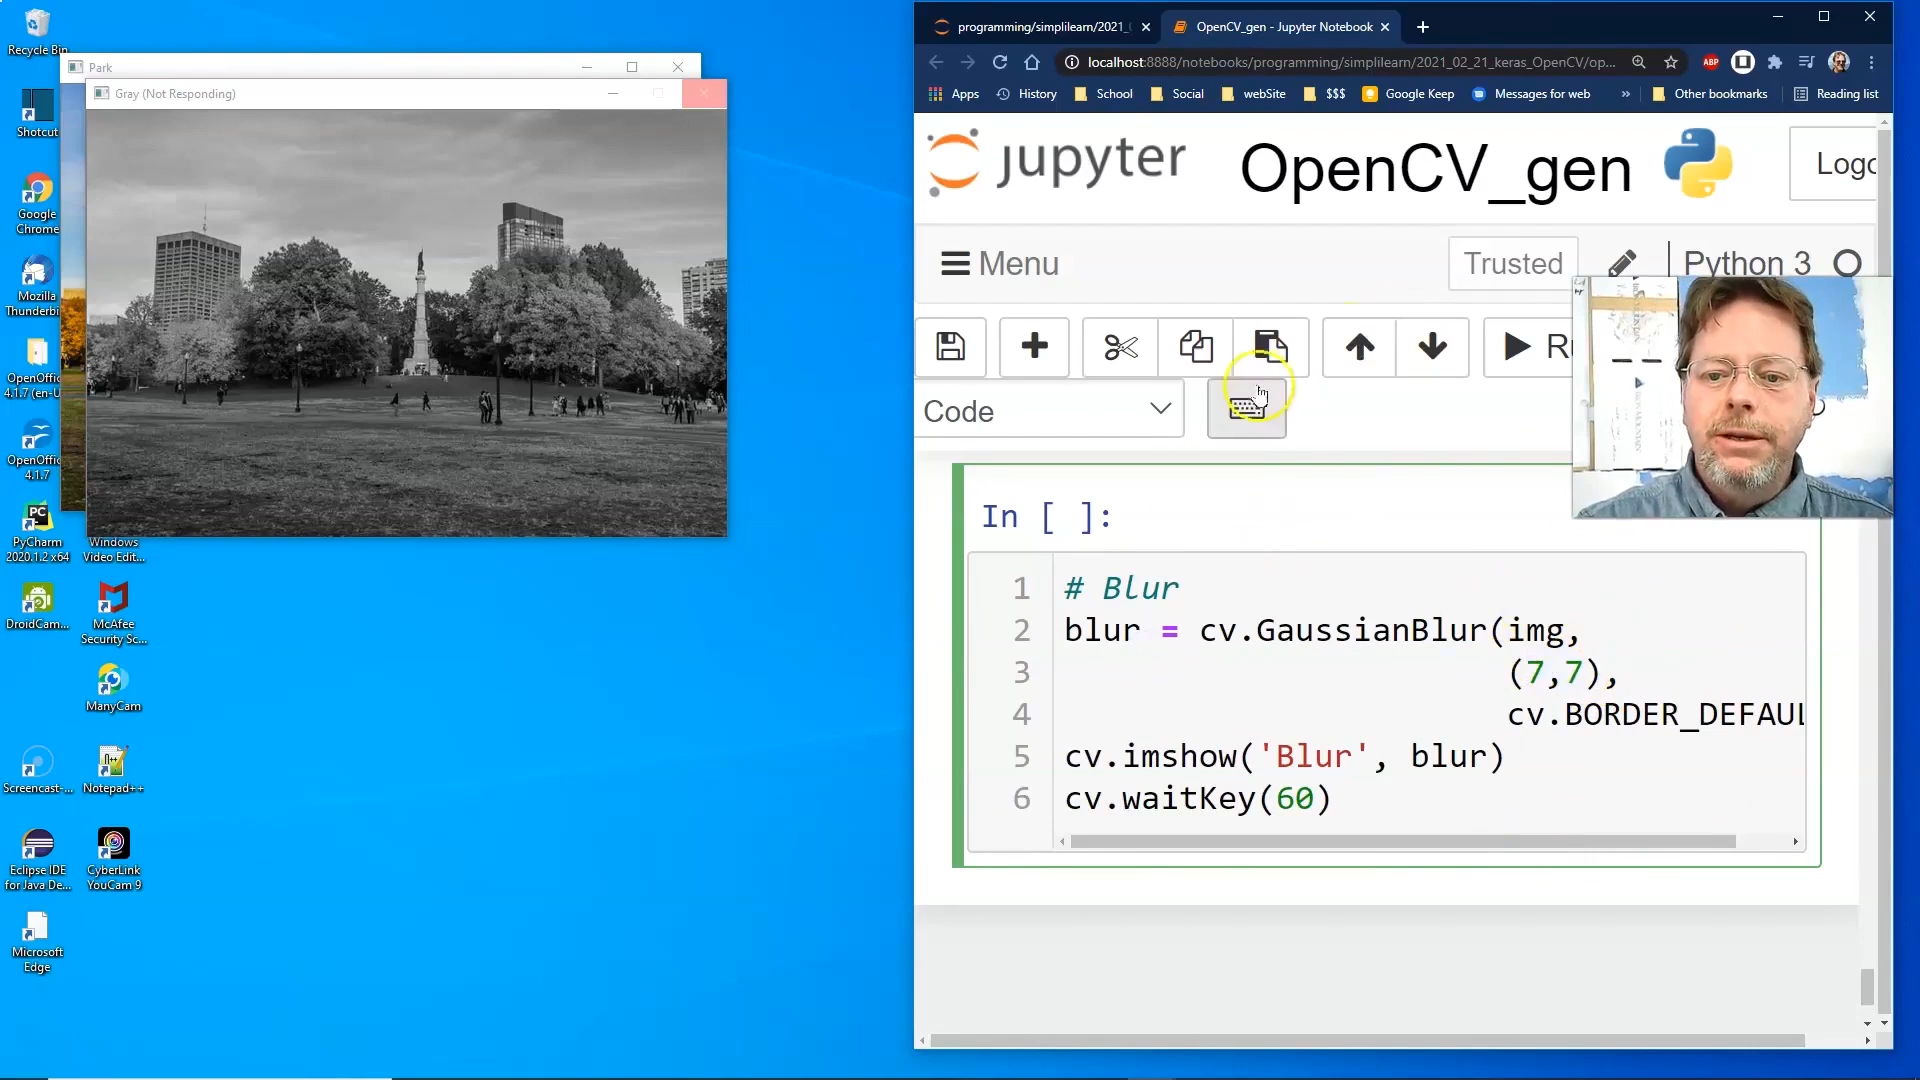 Recycle Bin
Park
Gray (Not Responding)
Shotcut
Google
Chrome
Mozilla
Thunderbi
OpenOffic
4.1.7 (en-U
OpenOffic
4.1.7
PC
PyCharm
2020.1.2 x64
Windows
Video Edit...
DroidCam...
McAfee
Security Sc...
ManyCam
Screencast-...
Notepad++
Eclipse IDE
for Java De...
CyberLink
YouCam 9
Microsoft
Edge
programming/simplilearn/2021_
OpenCV_gen - Jupyter Notebook
localhost:8888/notebooks/programming/simplilearn/2021_02_21_keras_OpenCV/op...
ABP
Apps
History
School
Social
webSite
$$$
Google Keep
Messages for web
»
Other bookmarks
Reading list
jupyter
OpenCV_gen
Logo
Menu
Trusted
Python 3
Ru
Code
In [ ]:
1 # Blur
2 blur = cv.GaussianBlur(img,
3 (7,7),
4 cv.BORDER_DEFAUL
5 cv.imshow('Blur', blur)
6 cv.waitKey(60)